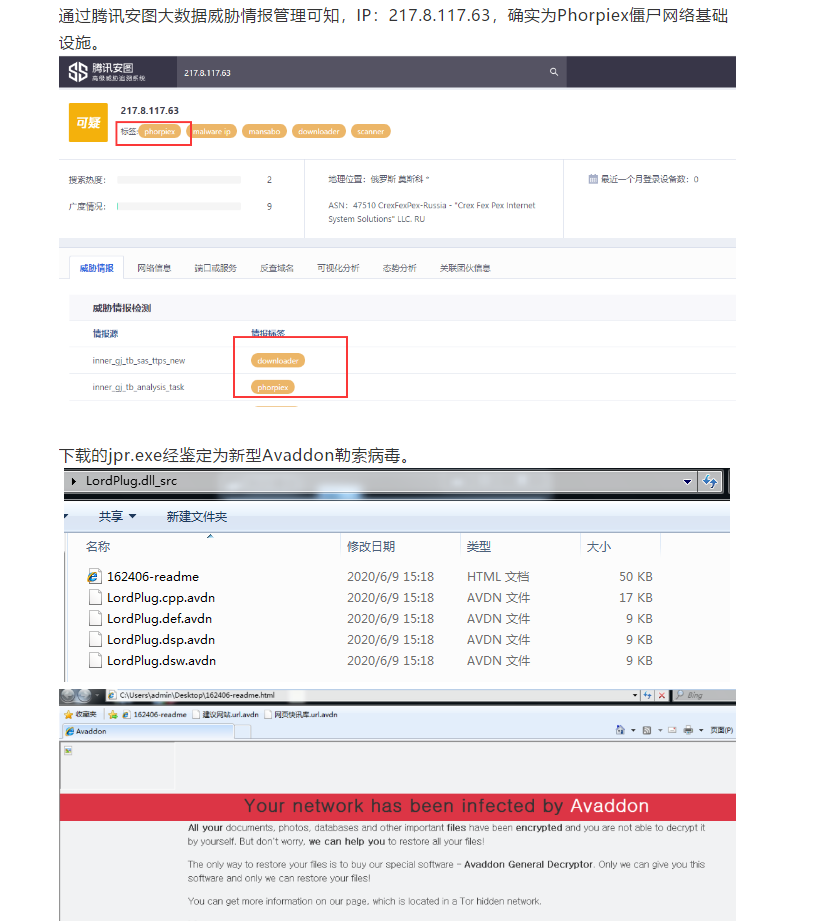 通过腾讯安图大数据威胁情报管理可知，IP：217.8.117.63，确实为Phorpiex僵尸网络基础
设施。
腾讯安图
高级威胁追溯系统
217.8.117.63
可疑
217.8.117.63
标签: phorpiex malware ip mansabo downloader scanner
搜索热度： 2
广度情况： 9
地理位置：俄罗斯 莫斯科 *
ASN：47510 CrexFexPex-Russia - "Crex Fex Pex Internet
System Solutions" LLC, RU
最近一个月登录设备数：0
威胁情报 网络信息 端口或服务 反查域名 可视化分析 态势分析 关联团伙信息
威胁情报检测
情报源 情报标签
inner_gj_tb_sas_ttps_new downloader
inner_gj_tb_analysis_task phorpiex
下载的jpr.exe经鉴定为新型Avaddon勒索病毒。
LordPlug.dll_src
共享 新建文件夹
名称 修改日期 类型 大小
162406-readme 2020/6/9 15:18 HTML 文档 50 KB
LordPlug.cpp.avdn 2020/6/9 15:18 AVDN 文件 17 KB
LordPlug.def.avdn 2020/6/9 15:18 AVDN 文件 9 KB
LordPlug.dsp.avdn 2020/6/9 15:18 AVDN 文件 9 KB
LordPlug.dsw.avdn 2020/6/9 15:18 AVDN 文件 9 KB
C:\Users\admin\Desktop\162406-readme.html Bing
收藏夹 162406-readme 建议网站.url.avdn 网页快讯库.url.avdn
Avaddon 页面(P)
Your network has been infected by Avaddon
All your documents, photos, databases and other important files have been encrypted and you are not able to decrypt it
by yourself. But don't worry, we can help you to restore all your files!
The only way to restore your files is to buy our special software - Avaddon General Decryptor. Only we can give you this
software and only we can restore your files!
You can get more information on our page, which is located in a Tor hidden network.